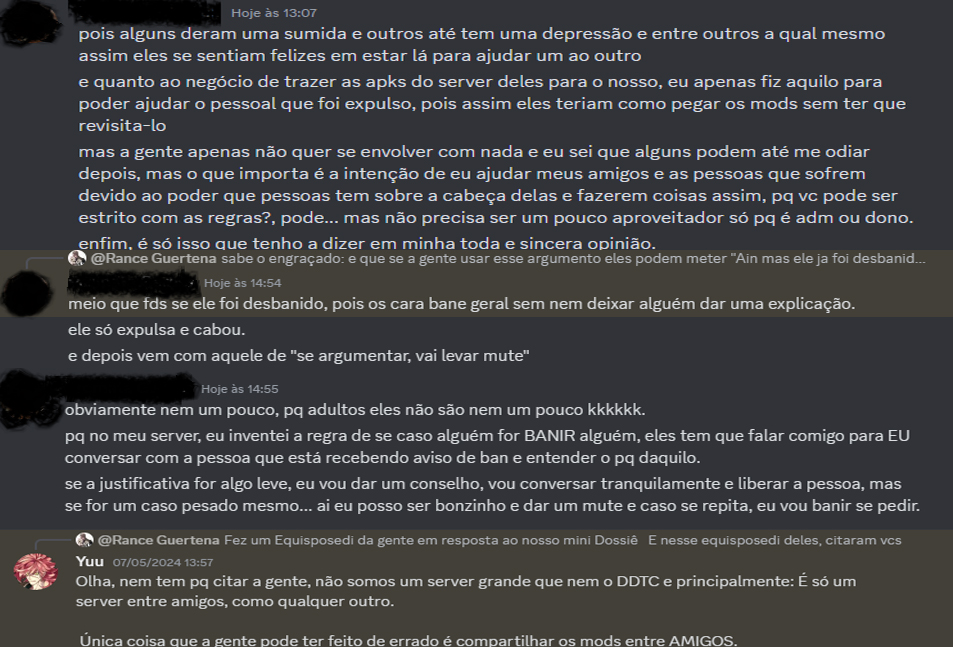 Hoje às 13:07
pois alguns deram uma sumida e outros até tem uma depressão e entre outros a qual mesmo
assim eles se sentiam felizes em estar lá para ajudar um ao outro
e quanto ao negócio de trazer as apks do server deles para o nosso, eu apenas fiz aquilo para
poder ajudar o pessoal que foi expulso, pois assim eles teriam como pegar os mods sem ter que
revisita-lo
mas a gente apenas não quer se envolver com nada e eu sei que alguns podem até me odiar
depois, mas o que importa é a intenção de eu ajudar meus amigos e as pessoas que sofrem
devido ao poder que pessoas tem sobre a cabeça delas e fazerem coisas assim, pq vc pode ser
estrito com as regras?, pode... mas não precisa ser um pouco aproveitador só pq é adm ou dono.
enfim, é só isso que tenho a dizer em minha toda e sincera opinião.
@Rance Guertena sabe o engraçado: e que se a gente usar esse argumento eles podem meter "Ain mas ele ja foi desbanid...
Hoje às 14:54
meio que fds se ele foi desbanido, pois os cara bane geral sem nem deixar alguém dar uma explicação.
ele só expulsa e cabou.
e depois vem com aquele de "se argumentar, vai levar mute"
Hoje às 14:55
obviamente nem um pouco, pq adultos eles não são nem um pouco kkkkkk.
pq no meu server, eu inventei a regra de se caso alguém for BANIR alguém, eles tem que falar comigo para EU
conversar com a pessoa que está recebendo aviso de ban e entender o pq daquilo.
se a justificativa for algo leve, eu vou dar um conselho, vou conversar tranquilamente e liberar a pessoa, mas
se for um caso pesado mesmo... ai eu posso ser bonzinho e dar um mute e caso se repita, eu vou banir se pedir.
@Rance Guertena Fez um Equisposedi da gente em resposta ao nosso mini Dossiê E nesse equisposedi deles, citaram vcs
Yuu 07/05/2024 13:57
Olha, nem tem pq citar a gente, não somos um server grande que nem o DDTC e principalmente: É só um
server entre amigos, como qualquer outro.
Única coisa que a gente pode ter feito de errado é compartilhar os mods entre AMIGOS.